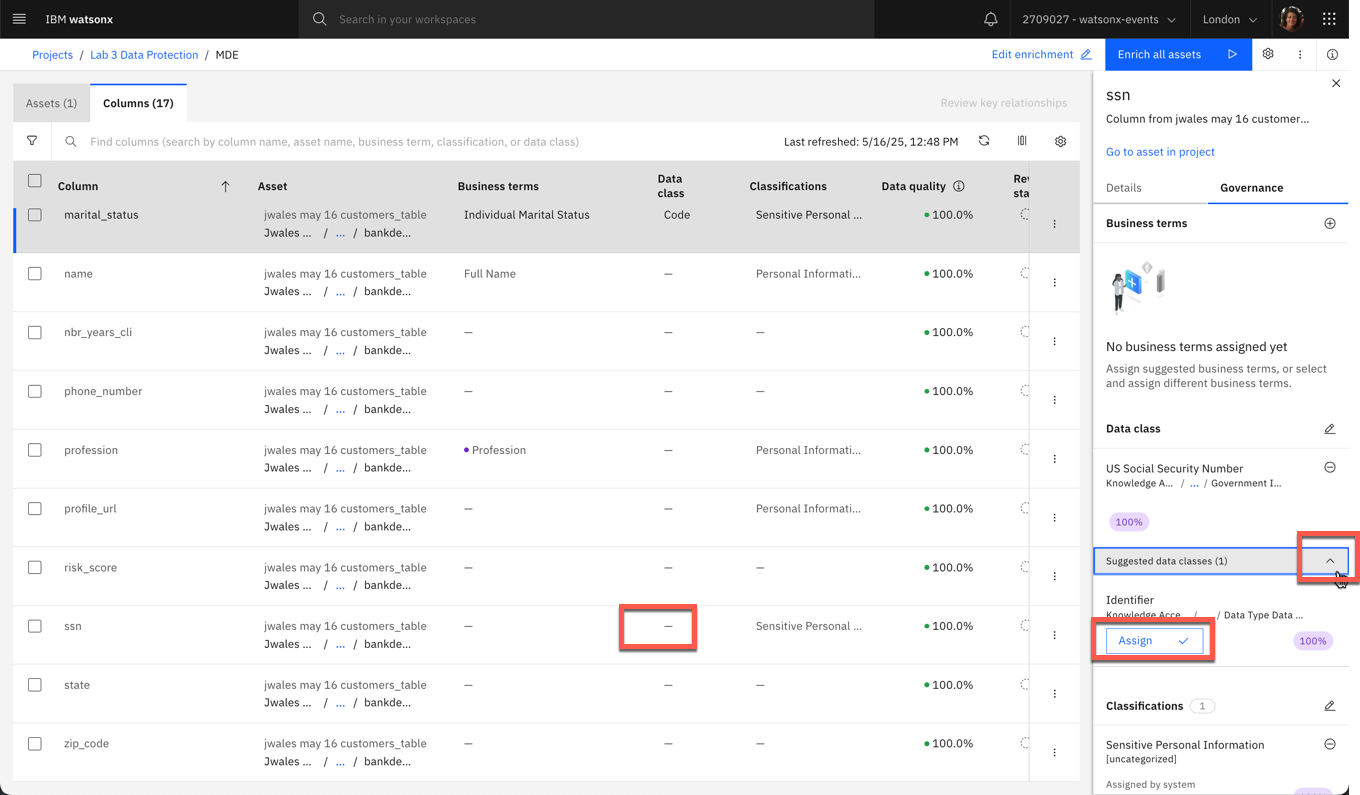 IBM watsonx
Search in your workspaces
2709027 - watsonx-events
London
Projects / Lab 3 Data Protection / MDE
Edit enrichment
Enrich all assets
Assets (1)
Columns (17)
Review key relationships
Find columns (search by column name, asset name, business term, classification, or data class)
Last refreshed: 5/16/25, 12:48 PM
Column Asset Business terms Data class Classifications Data quality Rev sta
marital_status jwales may 16 customers_table Individual Marital Status Code Sensitive Personal ... 100.0%
Jwales ... / ... / bankde...
name jwales may 16 customers_table Full Name — Personal Informati... 100.0%
Jwales ... / ... / bankde...
nbr_years_cli jwales may 16 customers_table — — — 100.0%
Jwales ... / ... / bankde...
phone_number jwales may 16 customers_table — — — 100.0%
Jwales ... / ... / bankde...
profession jwales may 16 customers_table Profession — Personal Informati... 100.0%
Jwales ... / ... / bankde...
profile_url jwales may 16 customers_table — — Personal Informati... 100.0%
Jwales ... / ... / bankde...
risk_score jwales may 16 customers_table — — — 100.0%
Jwales ... / ... / bankde...
ssn jwales may 16 customers_table — — Sensitive Personal ... 100.0%
Jwales ... / ... / bankde...
state jwales may 16 customers_table — — — 100.0%
Jwales ... / ... / bankde...
zip_code jwales may 16 customers_table — — — 100.0%
Jwales ... / ... / bankde...
ssn
Column from jwales may 16 customer...
Go to asset in project
Details
Governance
Business terms
No business terms assigned yet
Assign suggested business terms, or select
and assign different business terms.
Data class
US Social Security Number
Knowledge A... / ... / Government I...
100%
Suggested data classes (1)
Identifier
Knowledge Acce... / ... / Data Type Data ...
Assign
100%
Classifications 1
Sensitive Personal Information
[uncategorized]
Assigned by system